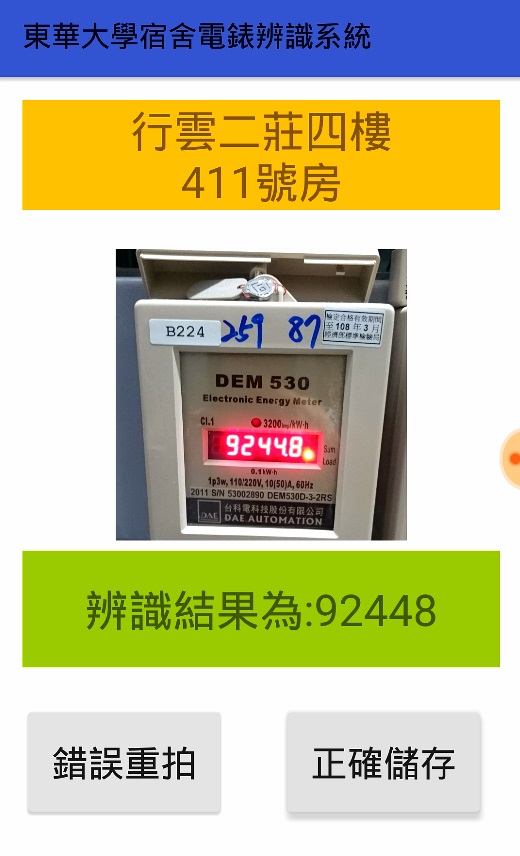 東華大學宿舍電錶辨識系統
行雲二莊四樓
411號房
B224
259 87
檢定合格有效期間
至108年3月
經濟部標準檢驗局
DEM 530
Electronic Energy Meter
Cl.1
3200imp/kW·h
9244.8
Sum
Load
0.1kW·h
1p3w, 110/220V, 10(50)A, 60Hz
2011 S/N 53002890 DEM530D-3-2RS
DAE 台科電科技股份有限公司
DAE AUTOMATION
辨識結果為:92448
錯誤重拍
正確儲存